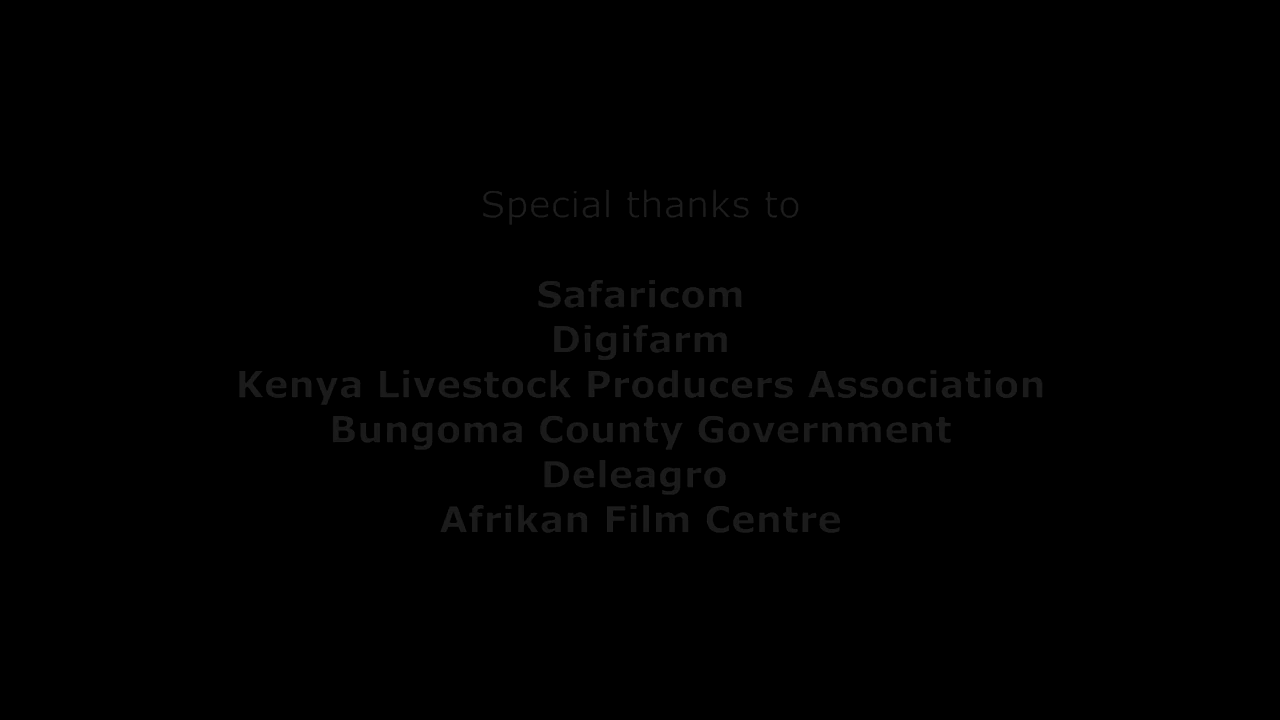 Special thanks to
Safaricom
Digifarm
Kenya Livestock Producers Association
Bungoma County Government
Deleagro
Afrikan Film Centre